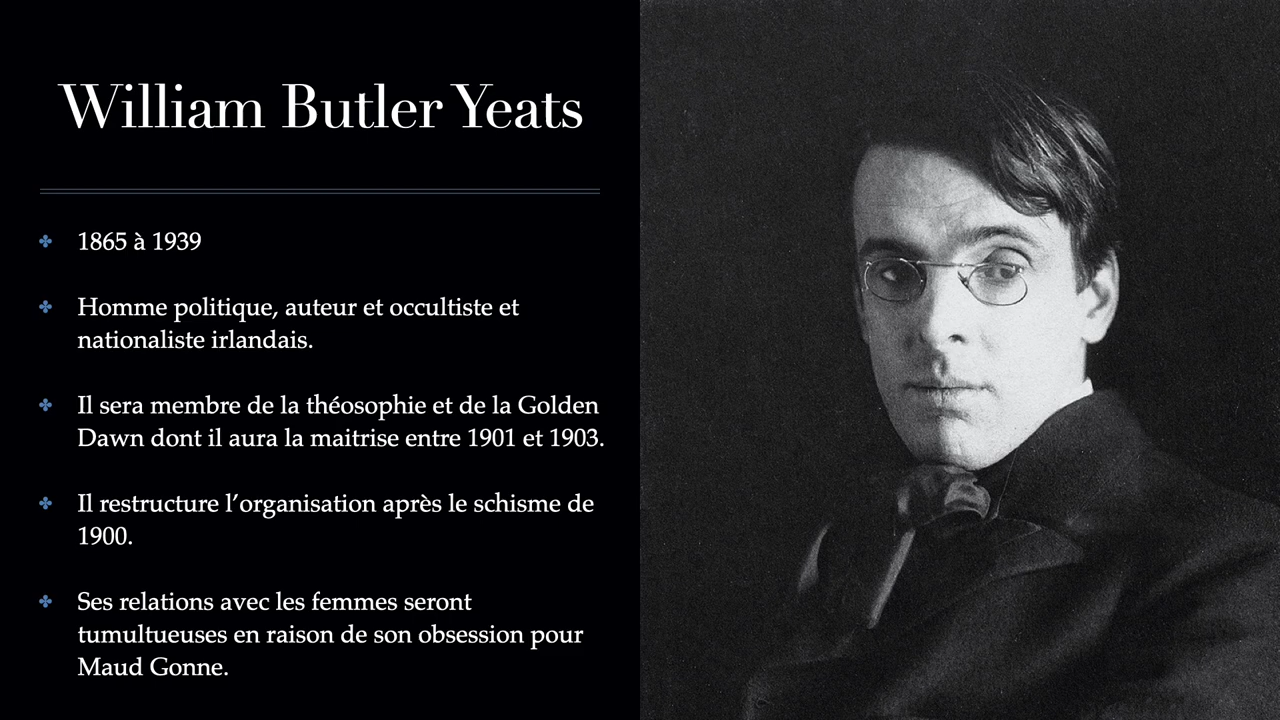 William Butler Yeats
1865 à 1939
Homme politique, auteur et occultiste et
nationaliste irlandais.
Il sera membre de la théosophie et de la Golden
Dawn dont il aura la maitrise entre 1901 et 1903.
Il restructure l’organisation après le schisme de
1900.
Ses relations avec les femmes seront
tumultueuses en raison de son obsession pour
Maud Gonne.